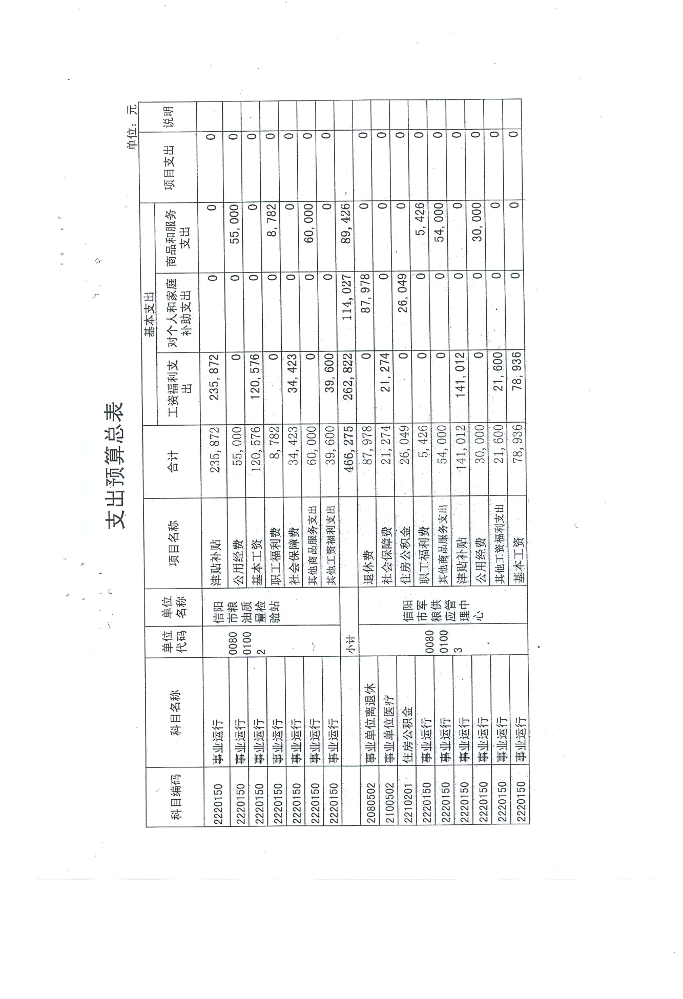 支出预算总表
单位：元
科目编码 科目名称 单位代码 单位名称 项目名称 合计 基本支出 项目支出 说明
工资福利支出 对个人和家庭补助支出 商品和服务支出
2220150 事业运行 008001002 信阳市粮油质量检验站 津贴补贴 235,872 235,872 0 0 0
2220150 事业运行 公用经费 55,000 0 0 55,000 0
2220150 事业运行 基本工资 120,576 120,576 0 0 0
2220150 事业运行 职工福利费 8,782 0 0 8,782 0
2220150 事业运行 社会保障费 34,423 34,423 0 0 0
2220150 事业运行 其他商品服务支出 60,000 0 0 60,000 0
2220150 事业运行 其他工资福利支出 39,600 39,600 0 0 0
小计 466,275 262,822 114,027 89,426
2080502 事业单位离退休 008001003 信阳市军粮供应管理中心 退休费 87,978 0 87,978 0 0
2100502 事业单位医疗 社会保障费 21,274 21,274 0 0 0
2210201 住房公积金 住房公积金 26,049 0 26,049 0 0
2220150 事业运行 职工福利费 5,426 0 0 5,426 0
2220150 事业运行 其他商品服务支出 54,000 0 0 54,000 0
2220150 事业运行 津贴补贴 141,012 141,012 0 0 0
2220150 事业运行 公用经费 30,000 0 0 30,000 0
2220150 事业运行 其他工资福利支出 21,600 21,600 0 0 0
2220150 事业运行 基本工资 78,936 78,936 0 0 0